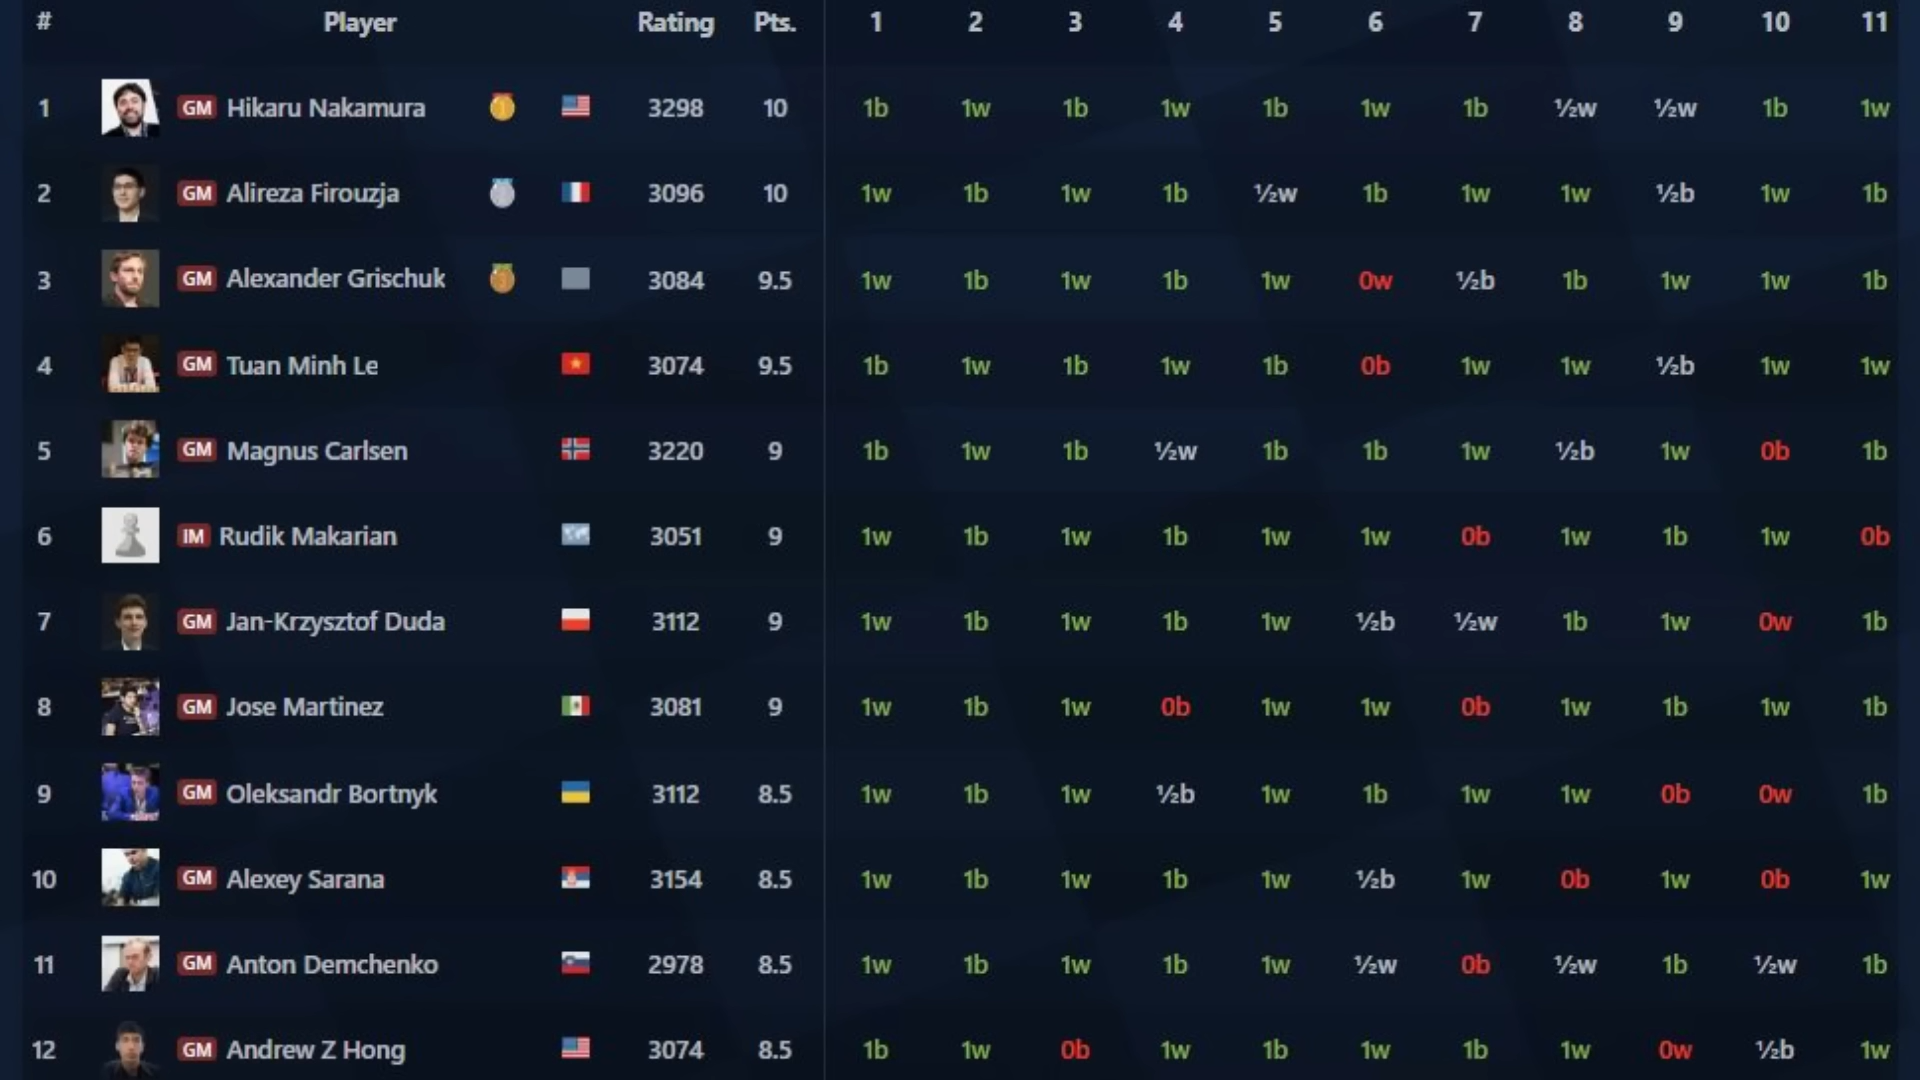 # Player Rating Pts. 1 2 3 4 5 6 7 8 9 10 11
1 GM Hikaru Nakamura 3298 10 1b 1w 1b 1w 1b 1w 1b ½w ½w 1b 1w
2 GM Alireza Firouzja 3096 10 1w 1b 1w 1b ½w 1b 1w 1w ½b 1w 1b
3 GM Alexander Grischuk 3084 9.5 1w 1b 1w 1b 1w 0w ½b 1b 1w 1w 1b
4 GM Tuan Minh Le 3074 9.5 1b 1w 1b 1w 1b 0b 1w 1w ½b 1w 1w
5 GM Magnus Carlsen 3220 9 1b 1w 1b ½w 1b 1b 1w ½b 1w 0b 1b
6 IM Rudik Makarian 3051 9 1w 1b 1w 1b 1w 1w 0b 1w 1b 1w 0b
7 GM Jan-Krzysztof Duda 3112 9 1w 1b 1w 1b 1w ½b ½w 1b 1w 0w 1b
8 GM Jose Martinez 3081 9 1w 1b 1w 0b 1w 1w 0b 1w 1b 1w 1b
9 GM Oleksandr Bortnyk 3112 8.5 1w 1b 1w ½b 1w 1b 1w 1w 0b 0w 1b
10 GM Alexey Sarana 3154 8.5 1w 1b 1w 1b 1w ½b 1w 0b 1w 0b 1w
11 GM Anton Demchenko 2978 8.5 1w 1b 1w 1b 1w ½w 0b ½w 1b ½w 1b
12 GM Andrew Z Hong 3074 8.5 1b 1w 0b 1w 1b 1w 1b 1w 0w ½b 1w